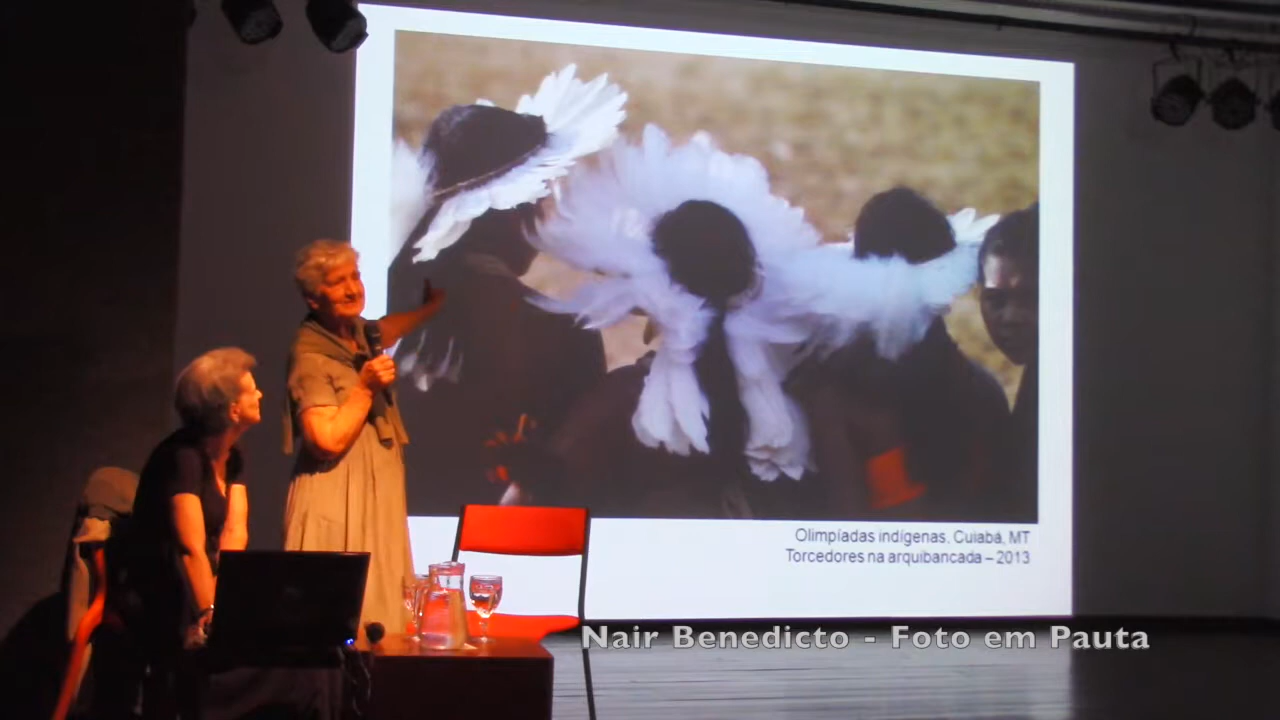 Olimpíadas indígenas, Cuiabá, MT
Torcedores na arquibancada – 2013
Nair Benedicto - Foto em Pauta